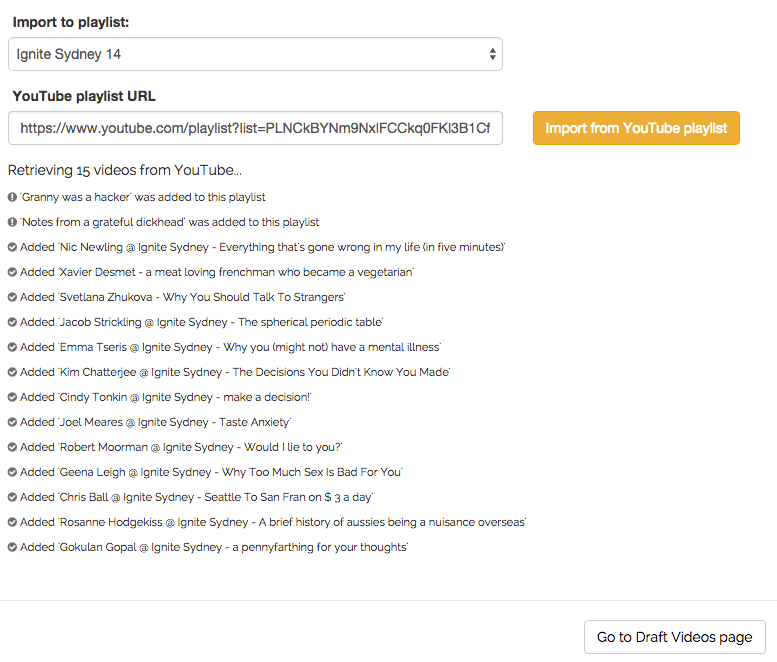 Import to playlist:
Ignite Sydney 14
YouTube playlist URL
https://www.youtube.com/playlist?list=PLNCkBYNm9NxlFCCkq0FKl3B1Cf
Import from YouTube playlist
Retrieving 15 videos from YouTube...
'Granny was a hacker' was added to this playlist
'Notes from a grateful dickhead' was added to this playlist
Added 'Nic Newling @ Ignite Sydney - Everything that's gone wrong in my life (in five minutes)'
Added 'Xavier Desmet - a meat loving frenchman who became a vegetarian'
Added 'Svetlana Zhukova - Why You Should Talk To Strangers'
Added 'Jacob Strickling @ Ignite Sydney - The spherical periodic table'
Added 'Emma Tseris @ Ignite Sydney - Why you (might not) have a mental illness'
Added 'Kim Chatterjee @ Ignite Sydney - The Decisions You Didn't Know You Made'
Added 'Cindy Tonkin @ Ignite Sydney - make a decision!'
Added 'Joel Meares @ Ignite Sydney - Taste Anxiety'
Added 'Robert Moorman @ Ignite Sydney - Would I lie to you?'
Added 'Geena Leigh @ Ignite Sydney - Why Too Much Sex Is Bad For You'
Added 'Chris Ball @ Ignite Sydney - Seattle To San Fran on $ 3 a day'
Added 'Rosanne Hodgekiss @ Ignite Sydney - A brief history of aussies being a nuisance overseas'
Added 'Gokulan Gopal @ Ignite Sydney - a pennyfarthing for your thoughts'
Go to Draft Videos page